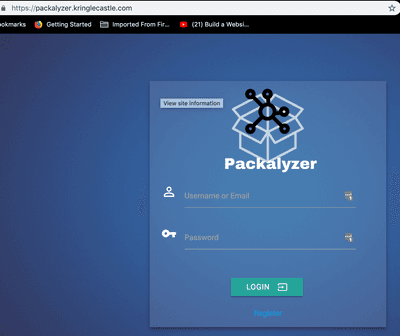 https://packalyzer.kringlecastle.com
okmarks Getting Started Imported From Fir... (21) Build a Websi...
View site information
Packalyzer
Username or Email
Password
LOGIN
Register